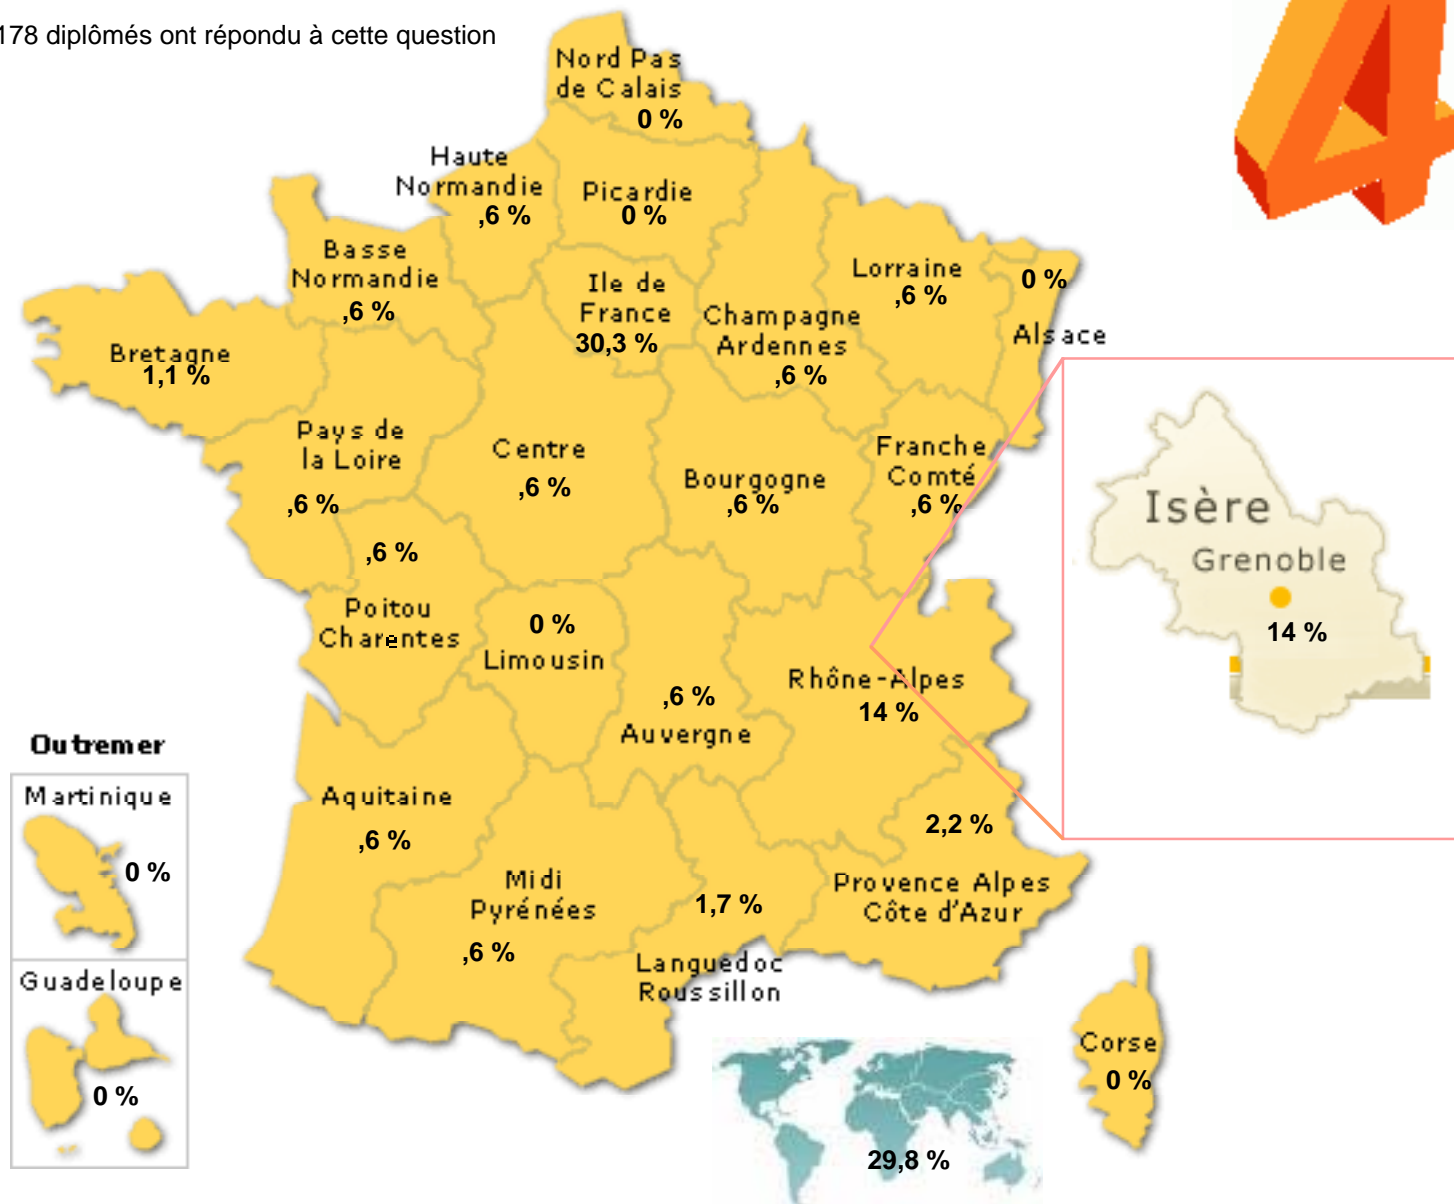 178 diplômés ont répondu à cette question
4
Nord Pas
de Calais
0 %
Haute
Normandie
,6 %
Picardie
0 %
Basse
Normandie
,6 %
Ile de
France
30,3 %
Champagne
Ardennes
,6 %
Lorraine
,6 %
0 %
Alsace
Bretagne
1,1 %
Pays de
la Loire
,6 %
Centre
,6 %
Bourgogne
,6 %
Franche
Comté
,6 %
Isère
Grenoble
14 %
,6 %
Poitou
Charentes
0 %
Limousin
,6 %
Auvergne
Rhône-Alpes
14 %
Outremer
Martinique
0 %
Guadeloupe
0 %
Aquitaine
,6 %
Midi
Pyrénées
,6 %
1,7 %
Languedoc
Roussillon
2,2 %
Provence Alpes
Côte d'Azur
Corse
0 %
29,8 %